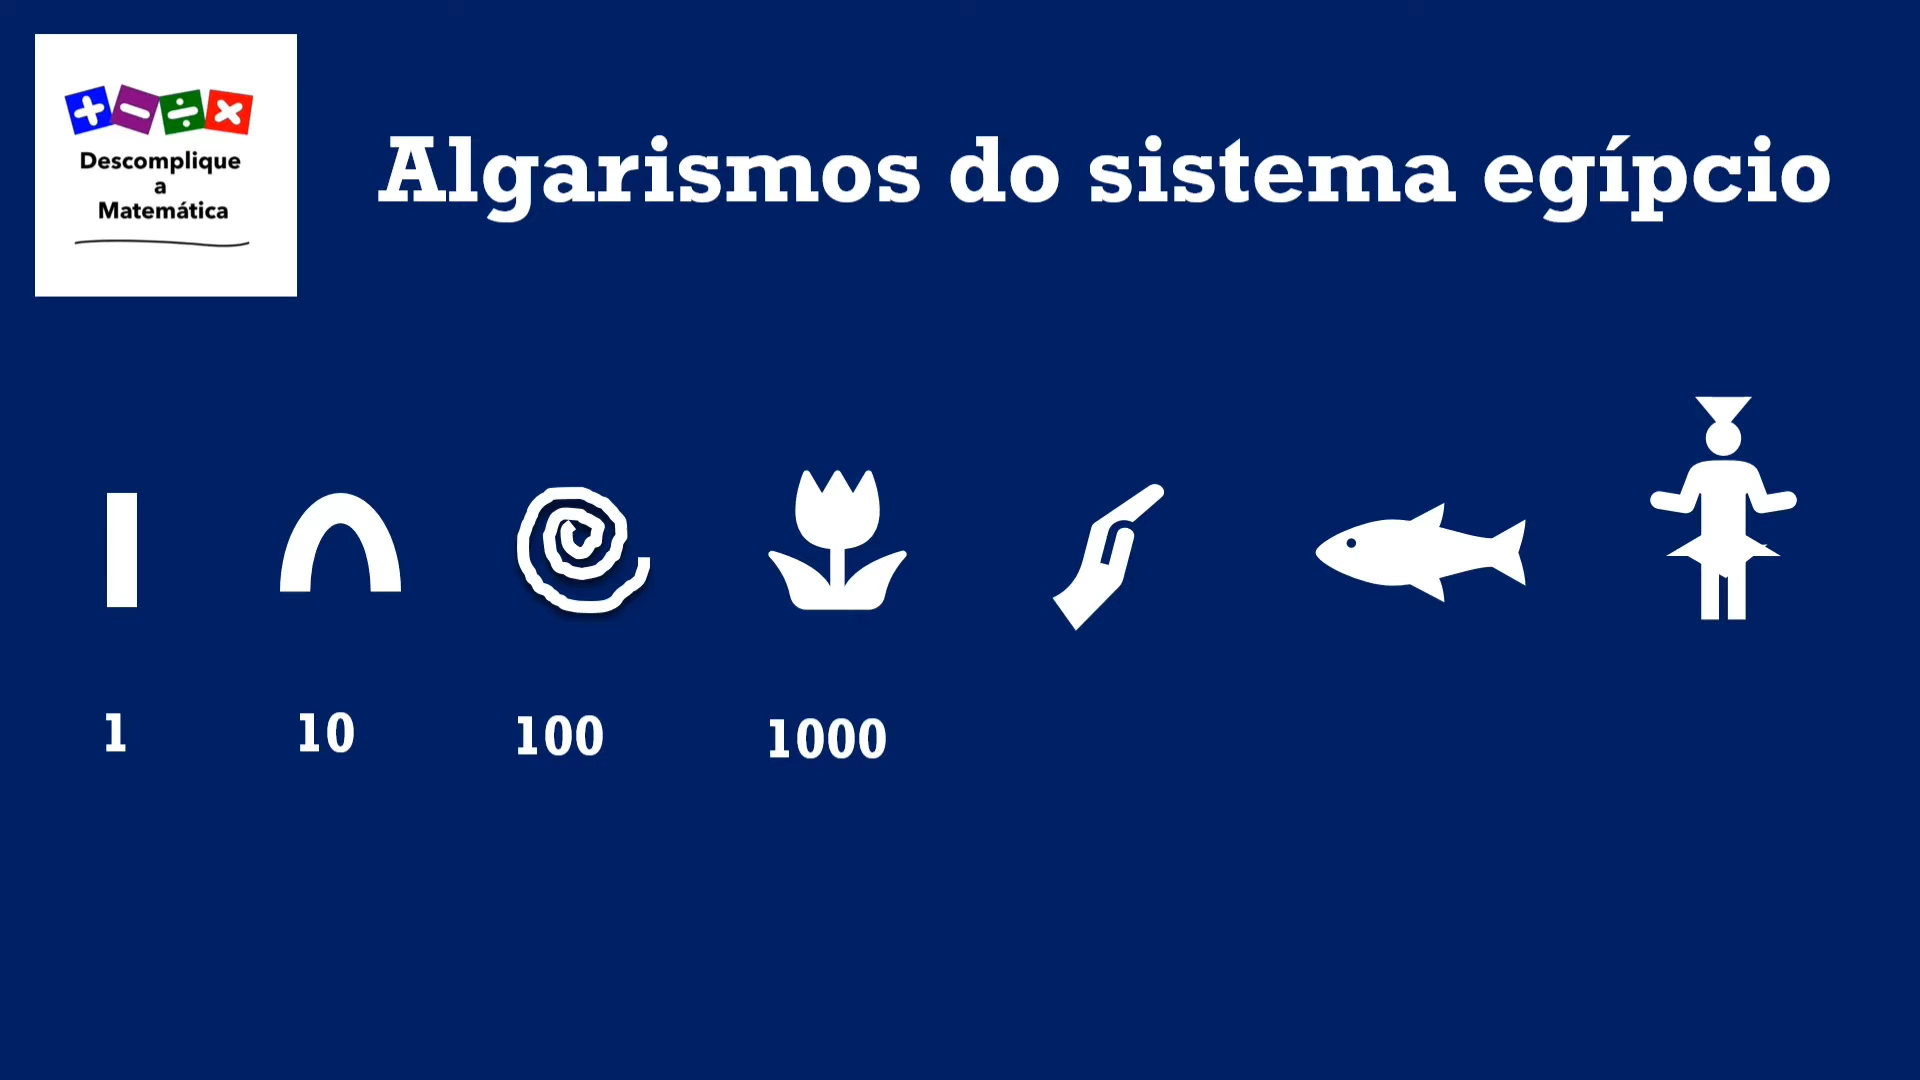 Descomplique
a
Matemática
Algarismos do sistema egípcio
1 10 100 1000